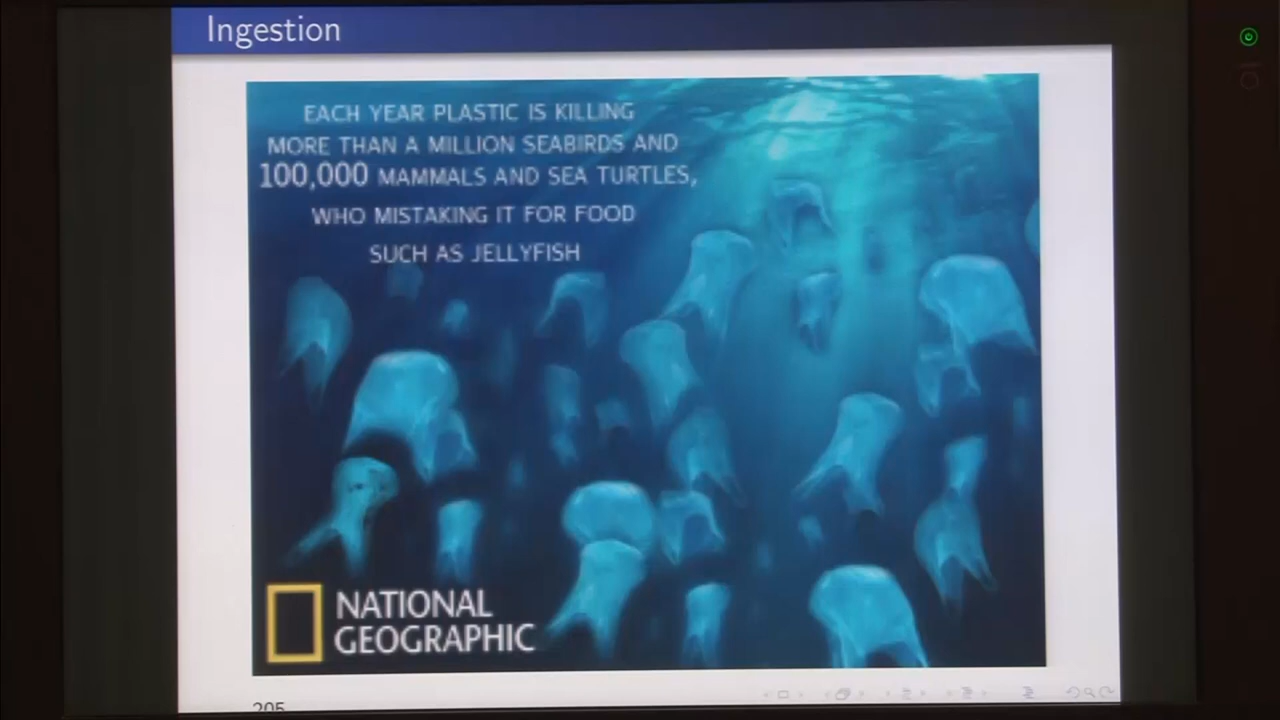 Ingestion
EACH YEAR PLASTIC IS KILLING
MORE THAN A MILLION SEABIRDS AND
100,000 MAMMALS AND SEA TURTLES,
WHO MISTAKING IT FOR FOOD
SUCH AS JELLYFISH
NATIONAL
GEOGRAPHIC
205